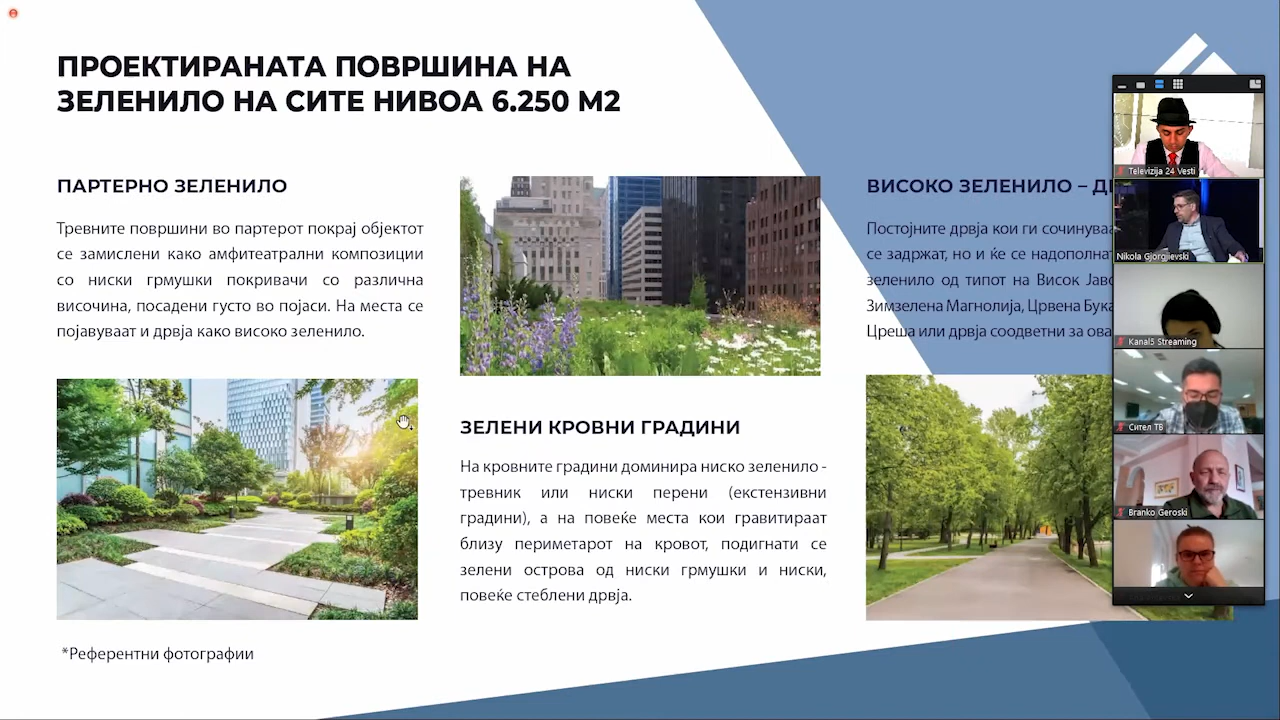 ПРОЕКТИРАНАТА ПОВРШИНА НА
ЗЕЛЕНИЛО НА СИТЕ НИВОА 6.250 М2
ПАРТЕРНО ЗЕЛЕНИЛО
Тревните површини во партерот покрај објектот
се замислени како амфитеатрални композиции
со ниски грмушки покривачи со различна
височина, посадени густо во појаси. На места се
појавуваат и дрвја како високо зеленило.
ЗЕЛЕНИ КРОВНИ ГРАДИНИ
На кровните градини доминира ниско зеленило -
тревник или ниски перени (екстензивни
градини), а на повеќе места кои гравитираат
близу периметарот на кровот, подигнати се
зелени острова од ниски грмушки и ниски,
повеќе стеблени дрвја.
ВИСОКО ЗЕЛЕНИЛО –
Постојните дрвја кои ги
се задржат, но и ќе се
зеленило од типот на Висок
Зимзелена Магнолија, Црвена
Цреша или дрвја соодветни за
*Референтни фотографии
Televizija 24 Vesti
Nikola Gjorgjievski
Kanal5 Streaming
Сител ТВ
Branko Geroski